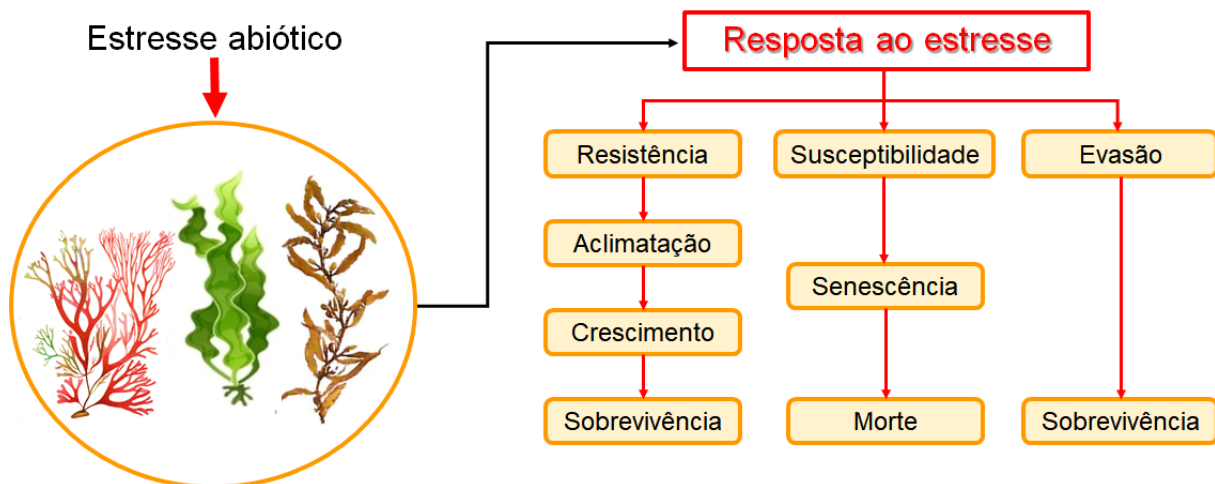 Estresse abiótico
Resposta ao estresse
Resistência
Susceptibilidade
Evasão
Aclimatação
Senescência
Crescimento
Sobrevivência
Morte
Sobrevivência